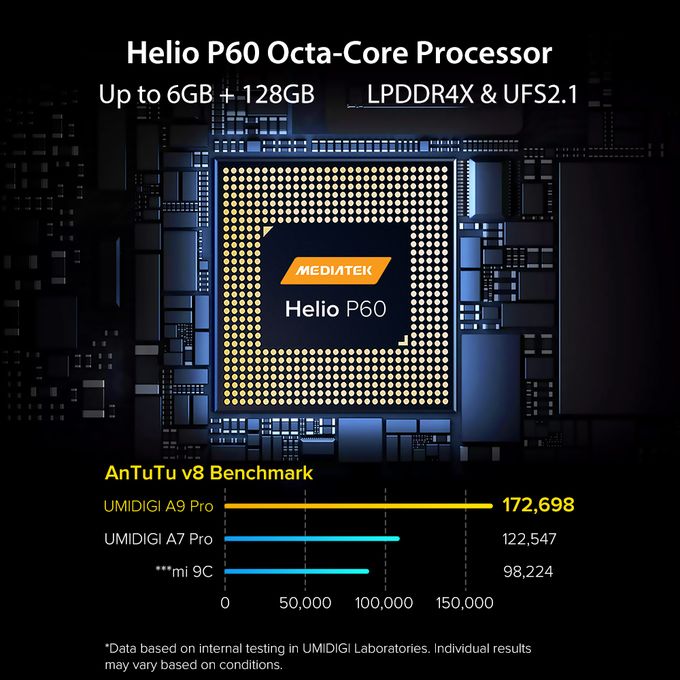 Helio P60 Octa-Core Processor
Up to 6GB + 128GB LPDDR4X & UFS2.1
MEDIATEK
Helio P60
AnTuTu v8 Benchmark
UMIDIGI A9 Pro 172,698
UMIDIGI A7 Pro 122,547
***mi 9C 98,224
0 50,000 100,000 150,000
*Data based on internal testing in UMIDIGI Laboratories. Individual results
may vary based on conditions.